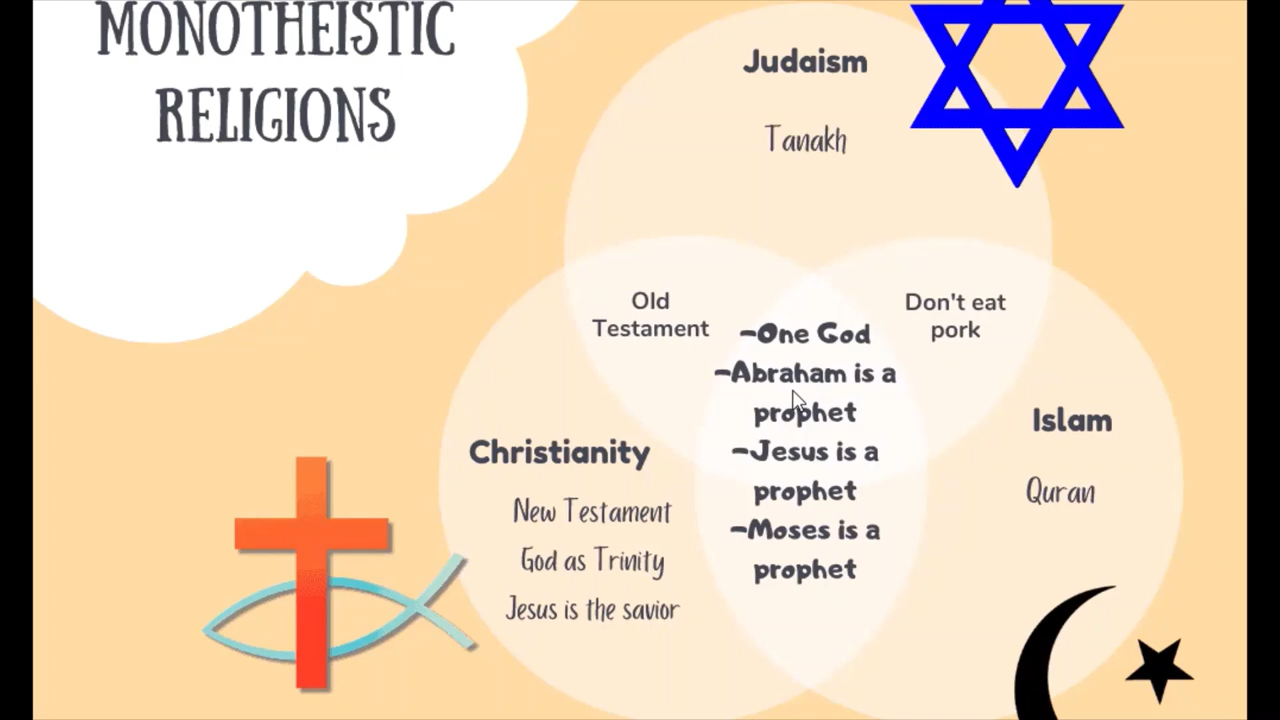 MONOTHEISTIC
RELIGIONS
Judaism
Tanakh
Old
Testament
Don't eat
pork
-One God
-Abraham is a
prophet
-Jesus is a
prophet
-Moses is a
prophet
Christianity
New Testament
God as Trinity
Jesus is the savior
Islam
Quran